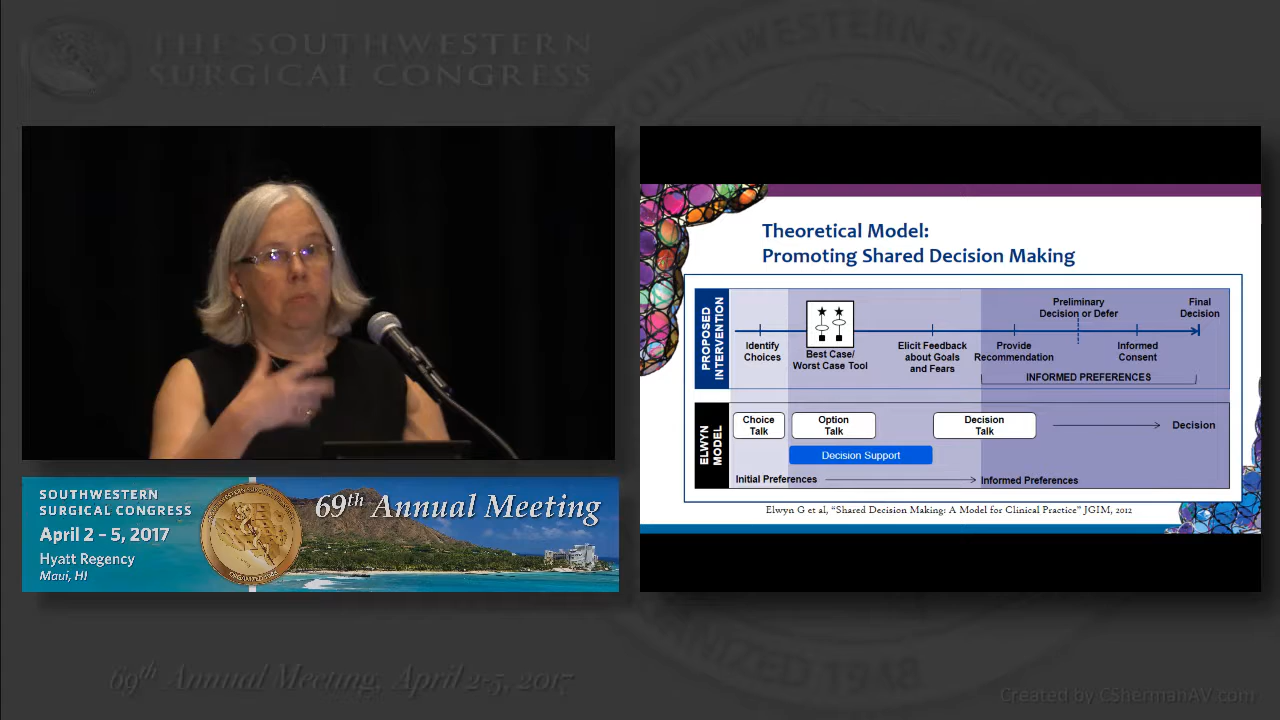 THE SOUTHWESTERN
SURGICAL CONGRESS
SOUTHWESTERN
SURGICAL CONGRESS
April 2 – 5, 2017
Hyatt Regency
Maui, HI
69th Annual Meeting
Theoretical Model:
Promoting Shared Decision Making
PROPOSED
INTERVENTION
Preliminary
Decision or Defer
Final
Decision
Identify
Choices
Best Case/
Worst Case Tool
Elicit Feedback
about Goals
and Fears
Provide
Recommendation
Informed
Consent
INFORMED PREFERENCES
ELWYN
MODEL
Choice
Talk
Option
Talk
Decision
Talk
Decision
Decision Support
Initial Preferences
Informed Preferences
Elwyn G et al, “Shared Decision Making: A Model for Clinical Practice” JGIM, 2012
69th Annual Meeting, April 2-5, 2017
Created by CShermanAV.com